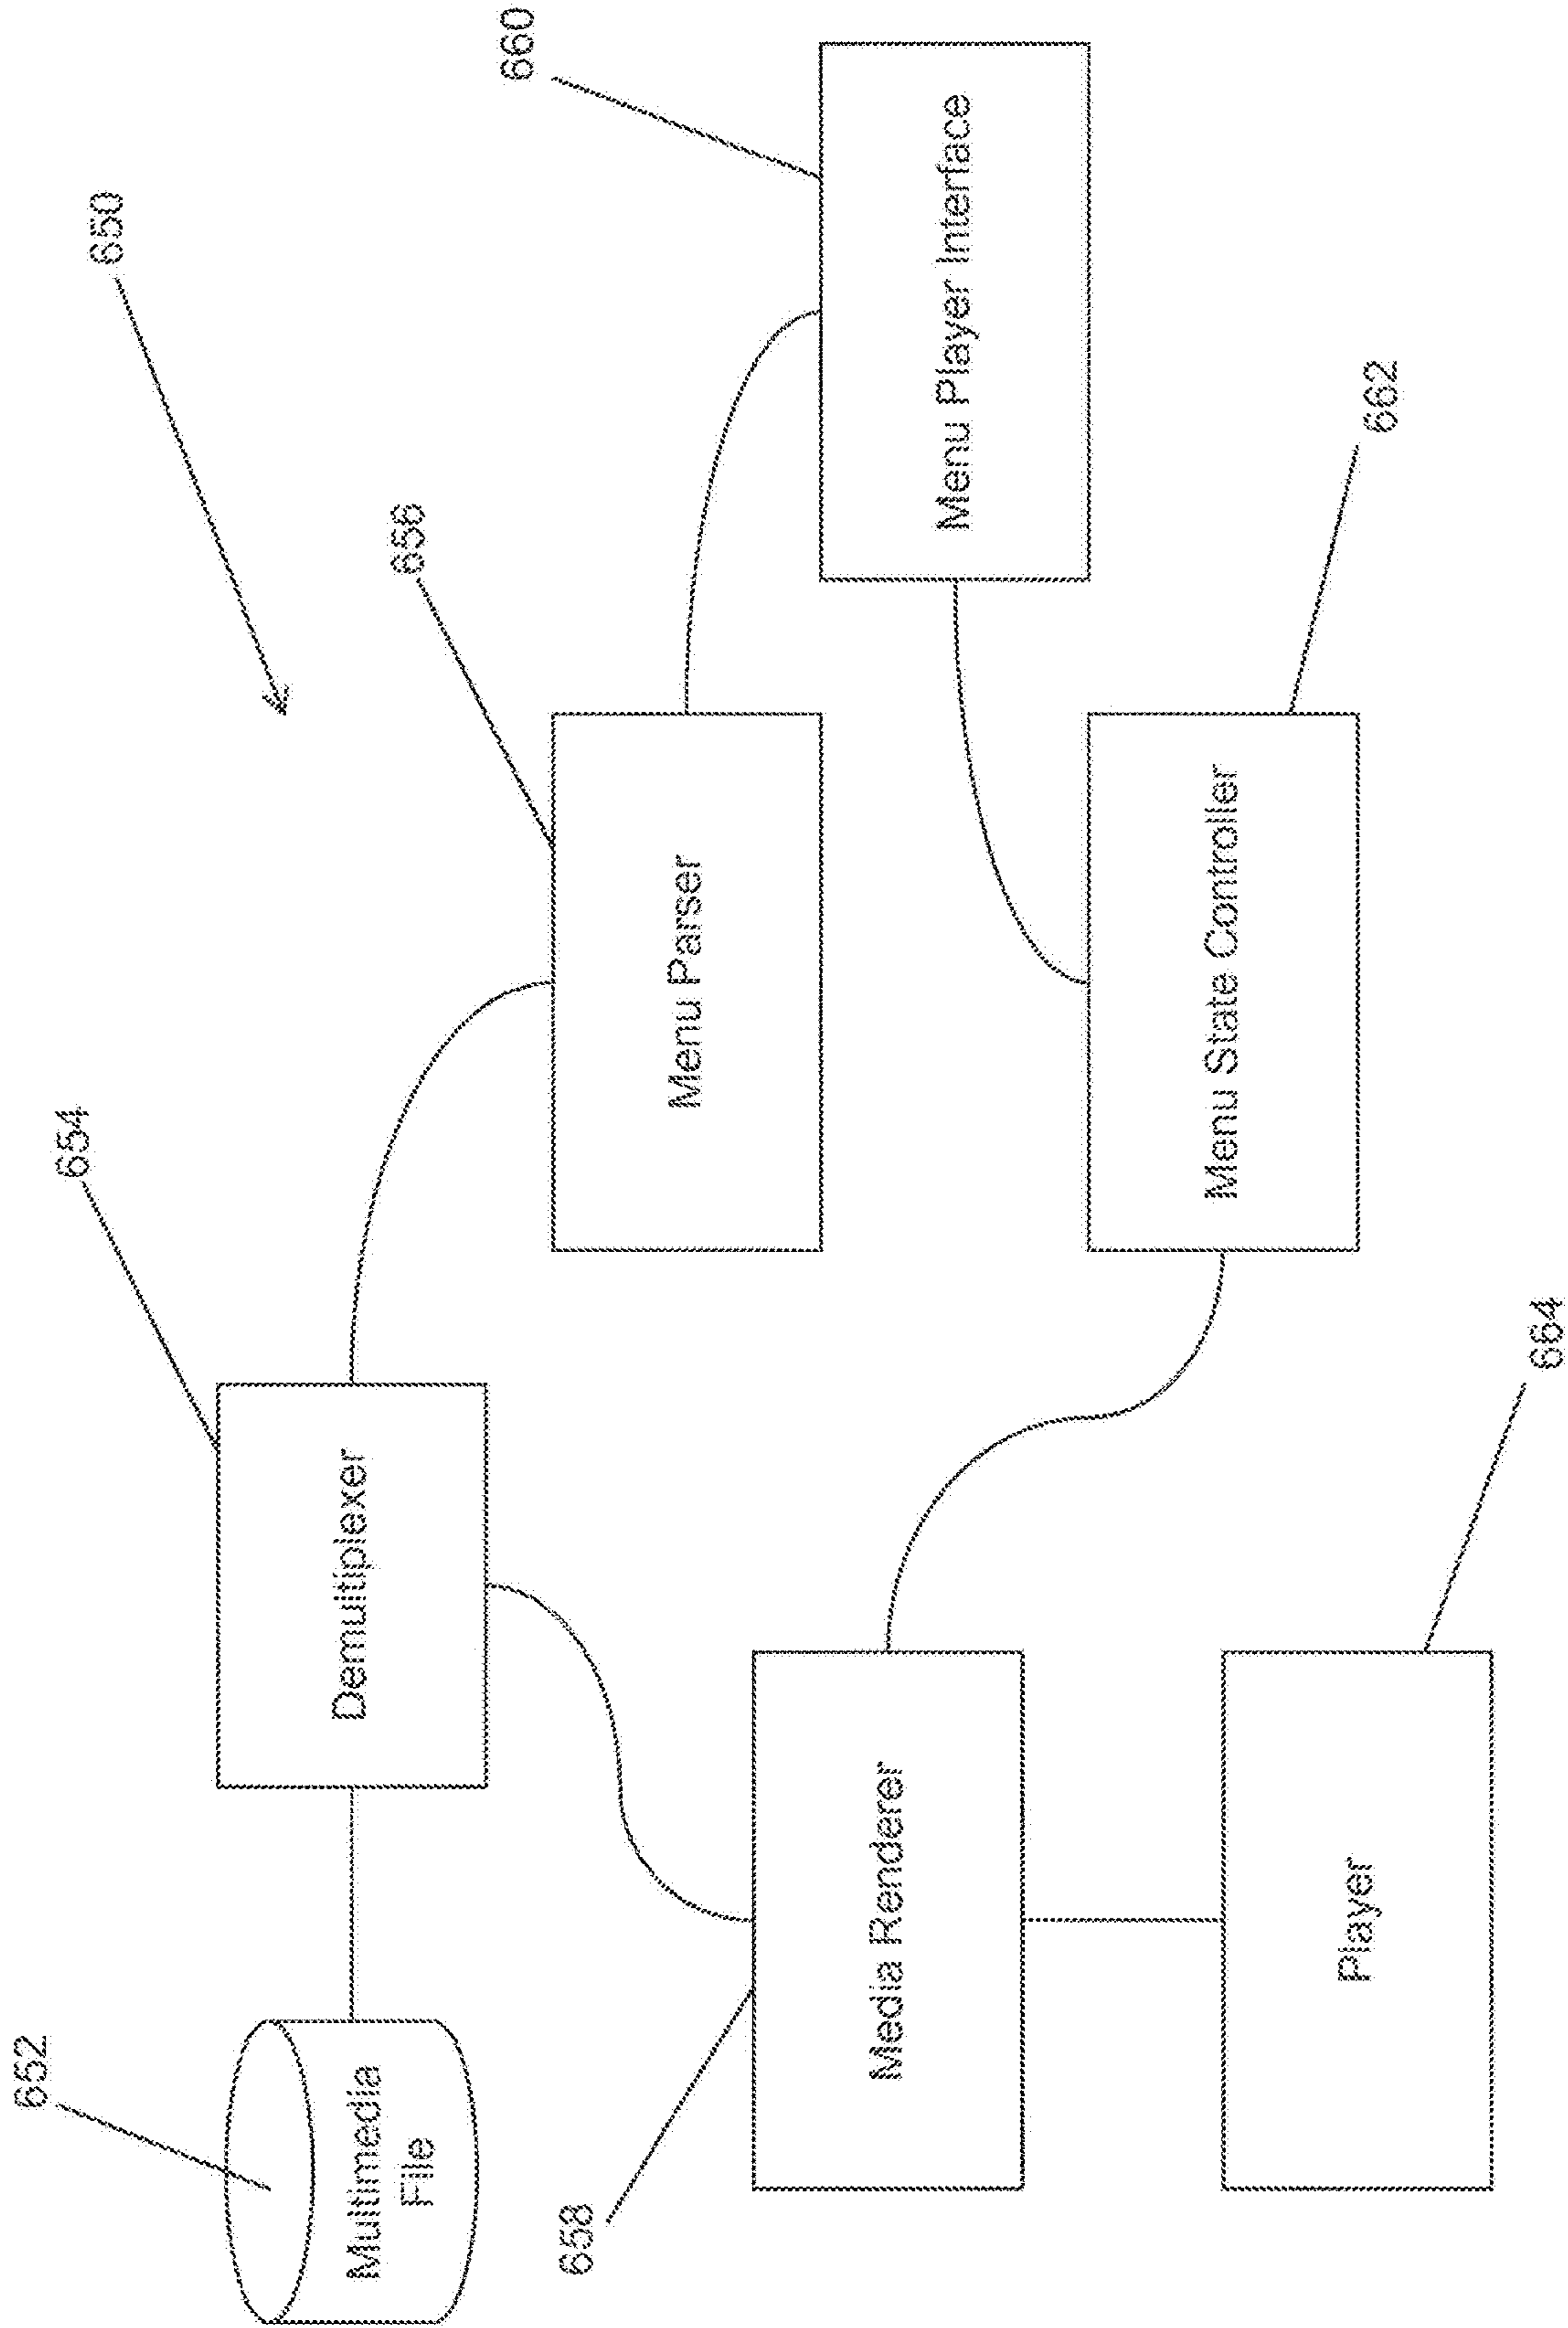 652
654
650
Multimedia
File
Demultiplexer
656
660
658
Menu Parser
Media Renderer
Menu Player Interface
Menu State Controller
Player
662
664